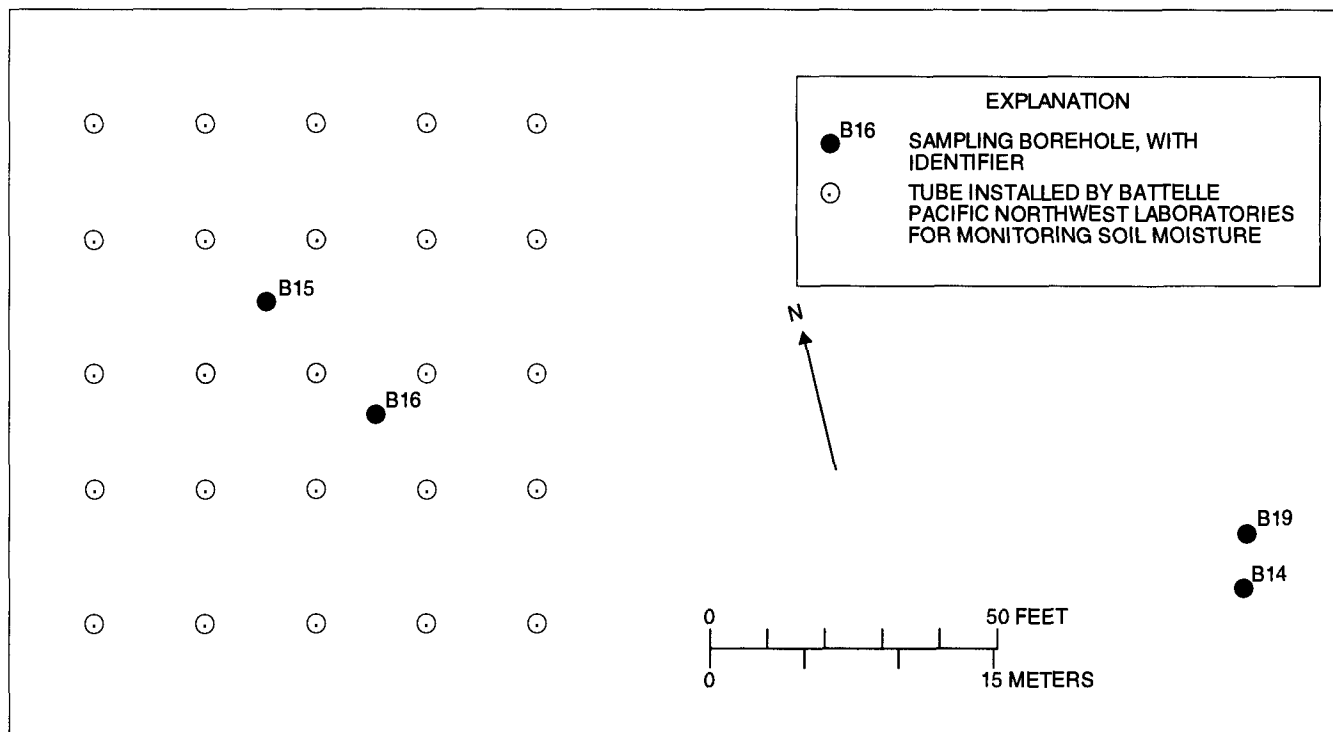 EXPLANATION
B16
SAMPLING BOREHOLE, WITH
IDENTIFIER
TUBE INSTALLED BY BATTELLE
PACIFIC NORTHWEST LABORATORIES
FOR MONITORING SOIL MOISTURE
B15
N
B16
B19
B14
0 50 FEET
0 15 METERS